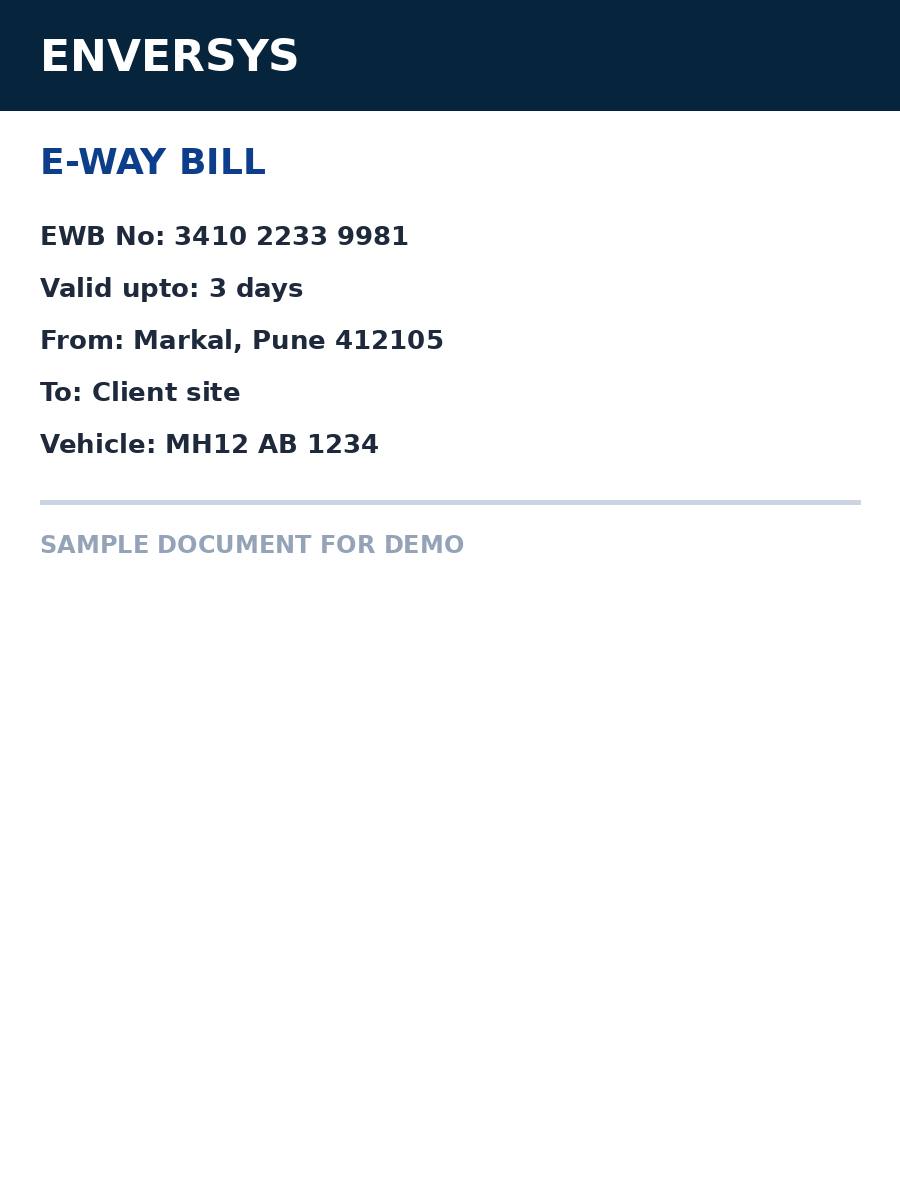 ENVERSYS
E-WAY BILL
EWB No: 3410 2233 9981
Valid upto: 3 days
From: Markal, Pune 412105
To: Client site
Vehicle: MH12 AB 1234
SAMPLE DOCUMENT FOR DEMO